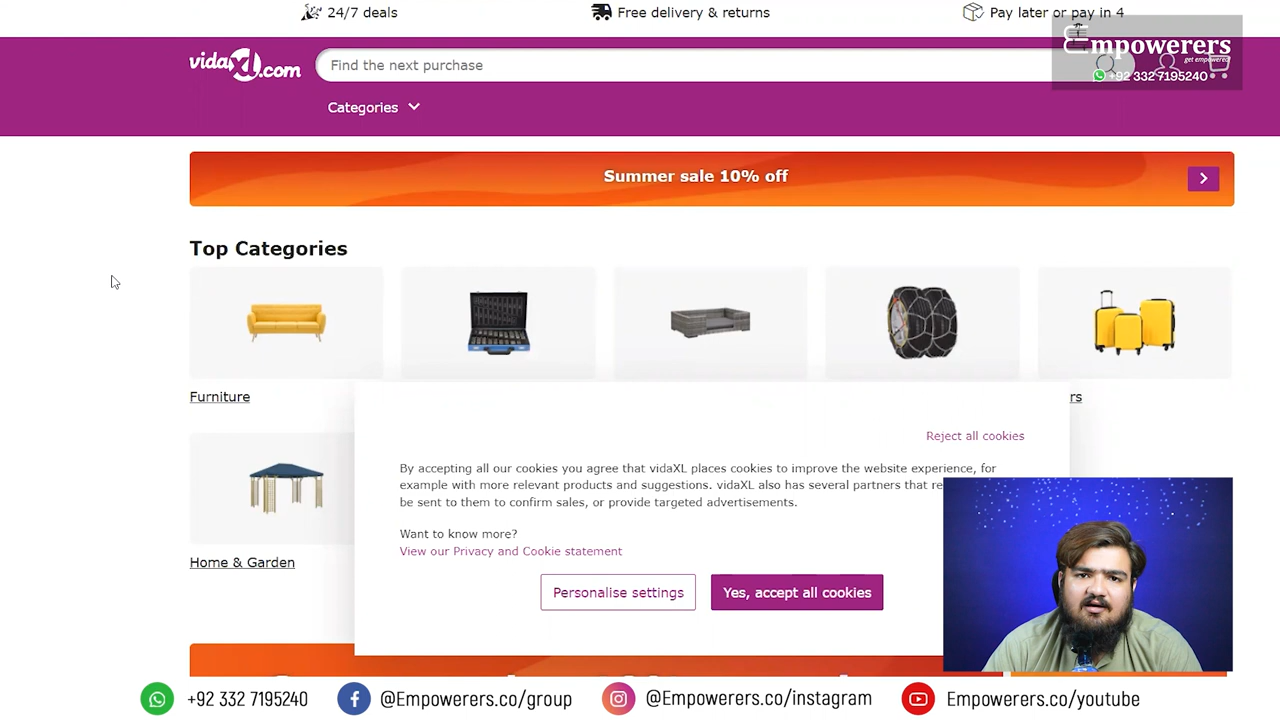 24/7 deals
Free delivery & returns
Pay later or pay in 4
Empowerers
get empowered
+92 332 7195240
vidaXL.com
Find the next purchase
Categories
Summer sale 10% off
Top Categories
Furniture
rs
Reject all cookies
By accepting all our cookies you agree that vidaXL places cookies to improve the website experience, for
example with more relevant products and suggestions. vidaXL also has several partners that re
be sent to them to confirm sales, or provide targeted advertisements.
Want to know more?
View our Privacy and Cookie statement
Home & Garden
Personalise settings
Yes, accept all cookies
+92 332 7195240
@Empowerers.co/group
@Empowerers.co/instagram
Empowerers.co/youtube